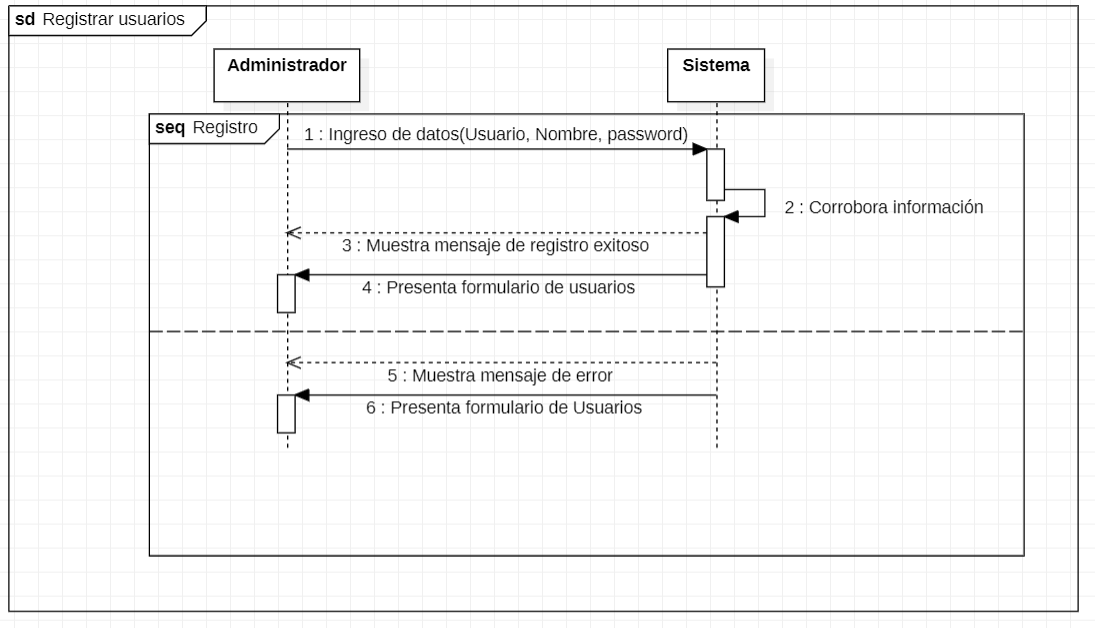 sd Registrar usuarios
Administrador
Sistema
seq Registro
1 : Ingreso de datos(Usuario, Nombre, password)
2 : Corrobora información
3 : Muestra mensaje de registro exitoso
4 : Presenta formulario de usuarios
5 : Muestra mensaje de error
6 : Presenta formulario de Usuarios